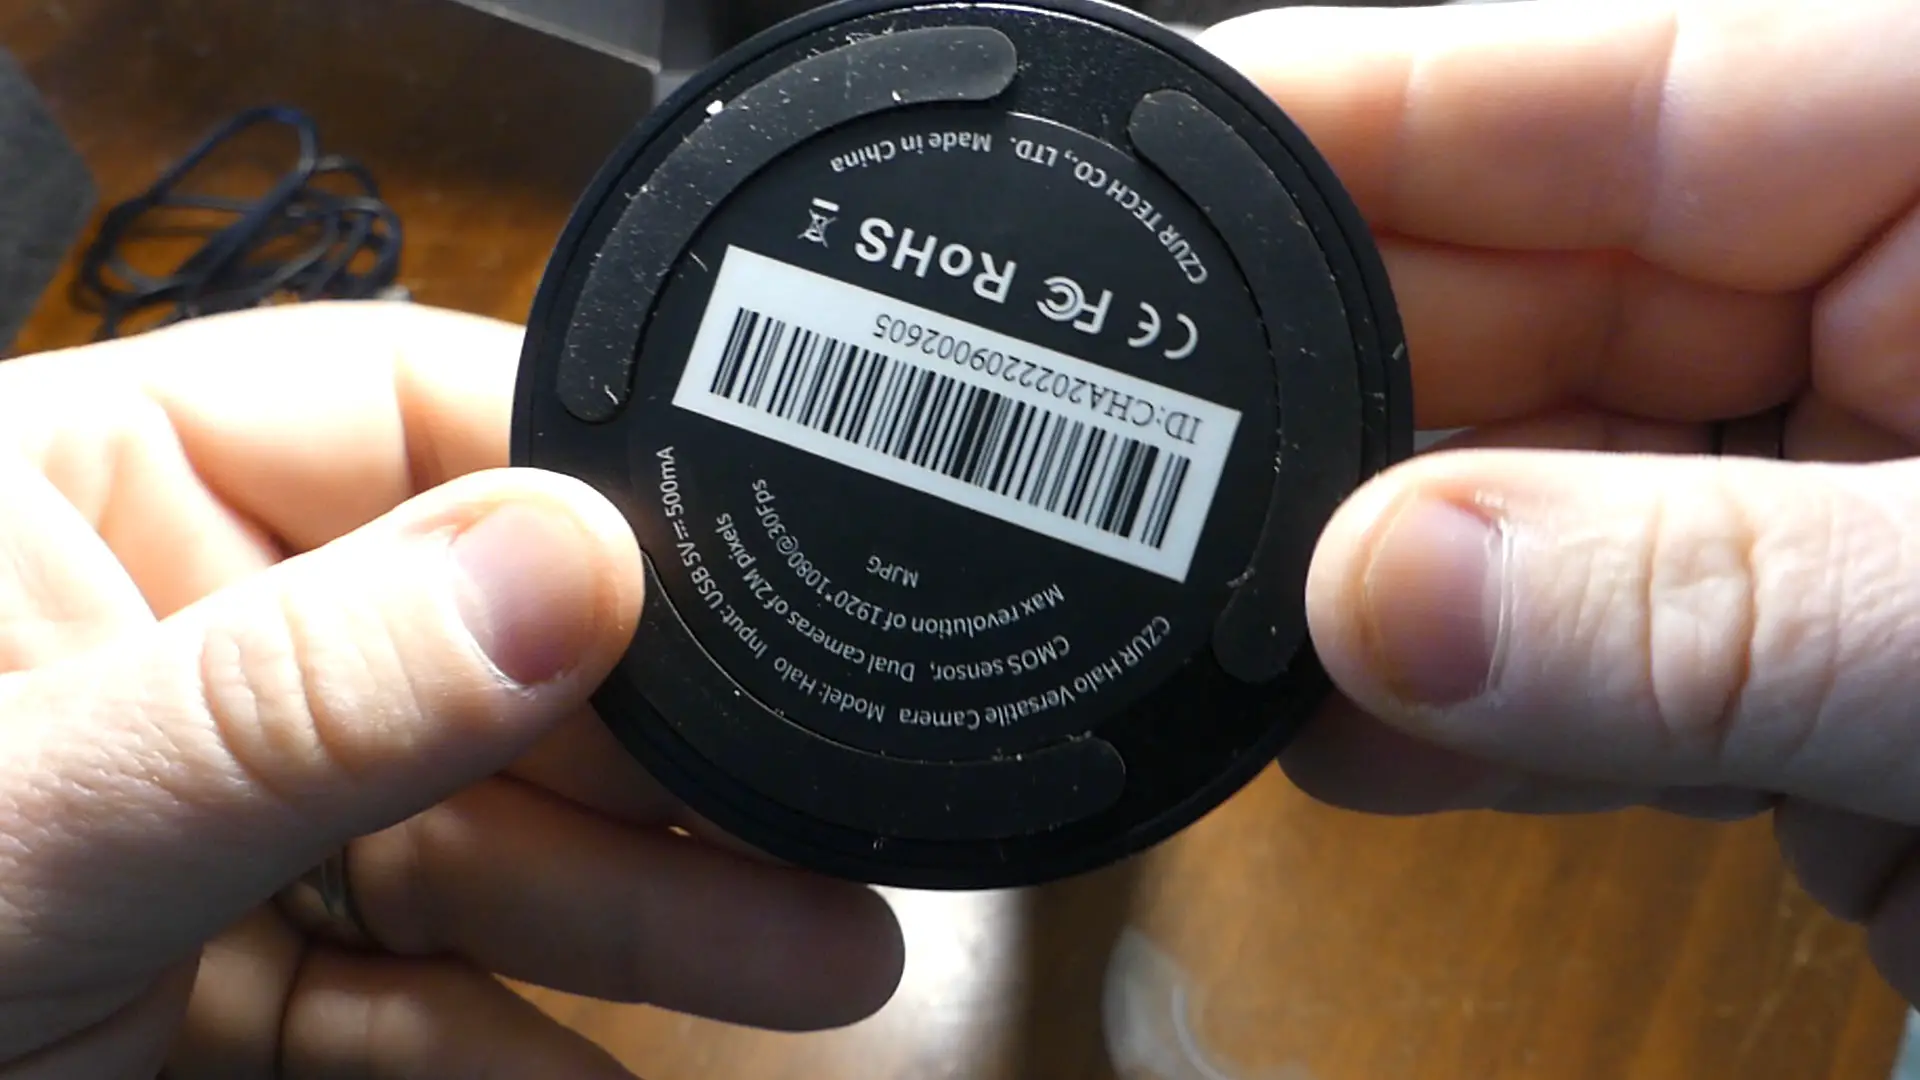 CZUR Halo Versatile Camera Model: Halo Input: USB 5V⎓500mA
CMOS sensor, Dual cameras of 2M pixels
Max revolution of 1920*1080@30Fps
MJPG
ID:CHA202209002605
CE FC RoHS
CZUR TECH CO., LTD. Made in China